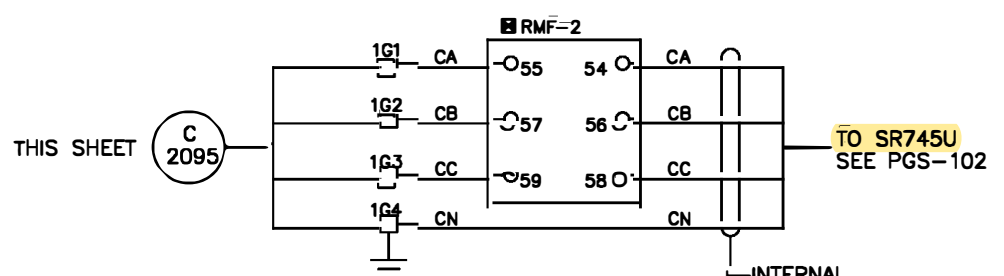 RMF-2
1G1 CA 55 54 CA
1G2 CB 57 56 CB
THIS SHEET C 2095 TO SR745U
SEE PGS-102
1G3 CC 59 58 CC
1G4 CN CN
INTERNAL